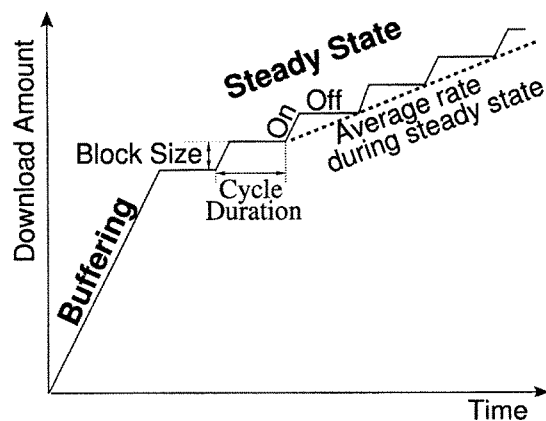 Download Amount
Steady State
On
Off
Average rate
during steady state
Block Size
Cycle
Duration
Buffering
Time